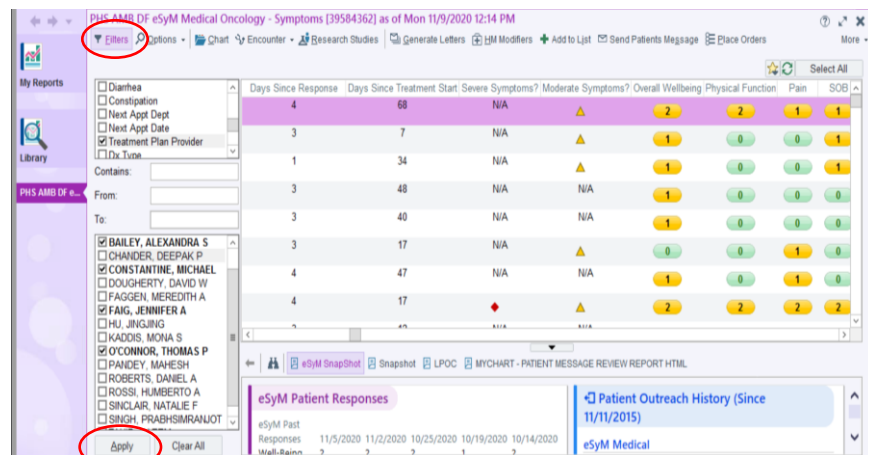 PHS AMB DF eSyM Medical Oncology - Symptoms [39584362] as of Mon 11/9/2020 12:14 PM
Filters Options Chart Encounter Research Studies Generate Letters HM Modifiers Add to List Send Patients Message Place Orders More
Select All
My Reports
Library
PHS AMB DF e...
Diarrhea
Constipation
Next Appt Dept
Next Appt Date
Treatment Plan Provider
Dx Type
Contains:
From:
To:
BAILEY, ALEXANDRA S
CHANDER, DEEPAK P
CONSTANTINE, MICHAEL
DOUGHERTY, DAVID W
FAGGEN, MEREDITH A
FAIG, JENNIFER A
HU, JINGJING
KADDIS, MONA S
O'CONNOR, THOMAS P
PANDEY, MAHESH
ROBERTS, DANIEL A
ROSSI, HUMBERTO A
SINCLAIR, NATALIE F
SINGH, PRABHSIMRANJOT
Apply Clear All
Days Since Response Days Since Treatment Start Severe Symptoms? Moderate Symptoms? Overall Wellbeing Physical Function Pain SOB
4 68 N/A 2 2 1 1
3 7 N/A 1 0 0 1
1 34 N/A 1 0 0 1
3 48 N/A N/A 1 0 0 0
3 40 N/A N/A 1 0 0 0
3 17 N/A 0 0 1 0
4 47 N/A N/A 1 0 1 0
4 17 2 2 2 2
eSyM SnapShot Snapshot LPOC MYCHART - PATIENT MESSAGE REVIEW REPORT HTML
eSyM Patient Responses
eSyM Past
Responses 11/5/2020 11/2/2020 10/25/2020 10/19/2020 10/14/2020
Well-Being 2 2 2 1 2
Patient Outreach History (Since
11/11/2015)
eSyM Medical